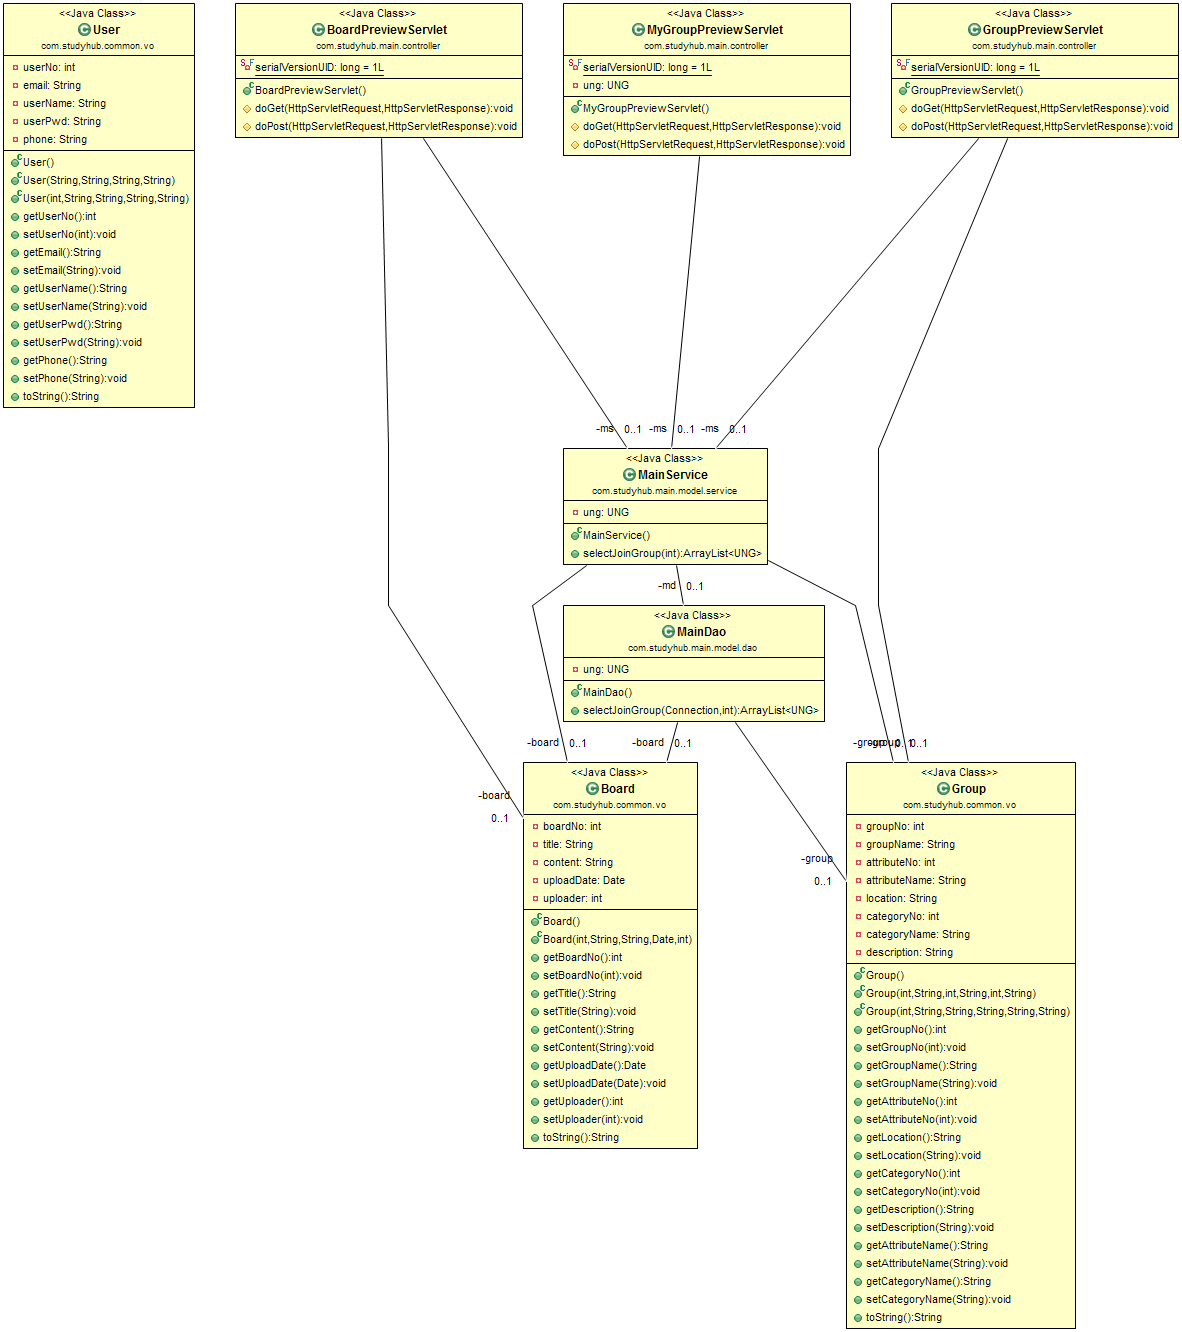 <<Java Class>>
User
com.studyhub.common.vo
userNo: int
email: String
userName: String
userPwd: String
phone: String
User()
User(String,String,String,String)
User(int,String,String,String,String)
getUserNo():int
setUserNo(int):void
getEmail():String
setEmail(String):void
getUserName():String
setUserName(String):void
getUserPwd():String
setUserPwd(String):void
getPhone():String
setPhone(String):void
toString():String
<<Java Class>>
BoardPreviewServlet
com.studyhub.main.controller
serialVersionUID: long = 1L
BoardPreviewServlet()
doGet(HttpServletRequest,HttpServletResponse):void
doPost(HttpServletRequest,HttpServletResponse):void
<<Java Class>>
MyGroupPreviewServlet
com.studyhub.main.controller
serialVersionUID: long = 1L
ung: UNG
MyGroupPreviewServlet()
doGet(HttpServletRequest,HttpServletResponse):void
doPost(HttpServletRequest,HttpServletResponse):void
<<Java Class>>
GroupPreviewServlet
com.studyhub.main.controller
serialVersionUID: long = 1L
GroupPreviewServlet()
doGet(HttpServletRequest,HttpServletResponse):void
doPost(HttpServletRequest,HttpServletResponse):void
-ms 0..1 -ms 0..1 -ms 0..1
<<Java Class>>
MainService
com.studyhub.main.model.service
ung: UNG
MainService()
selectJoinGroup(int):ArrayList<UNG>
-md 0..1
<<Java Class>>
MainDao
com.studyhub.main.model.dao
ung: UNG
MainDao()
selectJoinGroup(Connection,int):ArrayList<UNG>
-board 0..1
-board 0..1
-group 0..1
-group 0..1
-board
0..1
-group
0..1
<<Java Class>>
Board
com.studyhub.common.vo
boardNo: int
title: String
content: String
uploadDate: Date
uploader: int
Board()
Board(int,String,String,Date,int)
getBoardNo():int
setBoardNo(int):void
getTitle():String
setTitle(String):void
getContent():String
setContent(String):void
getUploadDate():Date
setUploadDate(Date):void
getUploader():int
setUploader(int):void
toString():String
<<Java Class>>
Group
com.studyhub.common.vo
groupNo: int
groupName: String
attributeNo: int
attributeName: String
location: String
categoryNo: int
categoryName: String
description: String
Group()
Group(int,String,int,String,int,String)
Group(int,String,String,String,String,String)
getGroupNo():int
setGroupNo(int):void
getGroupName():String
setGroupName(String):void
getAttributeNo():int
setAttributeNo(int):void
getLocation():String
setLocation(String):void
getCategoryNo():int
setCategoryNo(int):void
getDescription():String
setDescription(String):void
getAttributeName():String
setAttributeName(String):void
getCategoryName():String
setCategoryName(String):void
toString():String